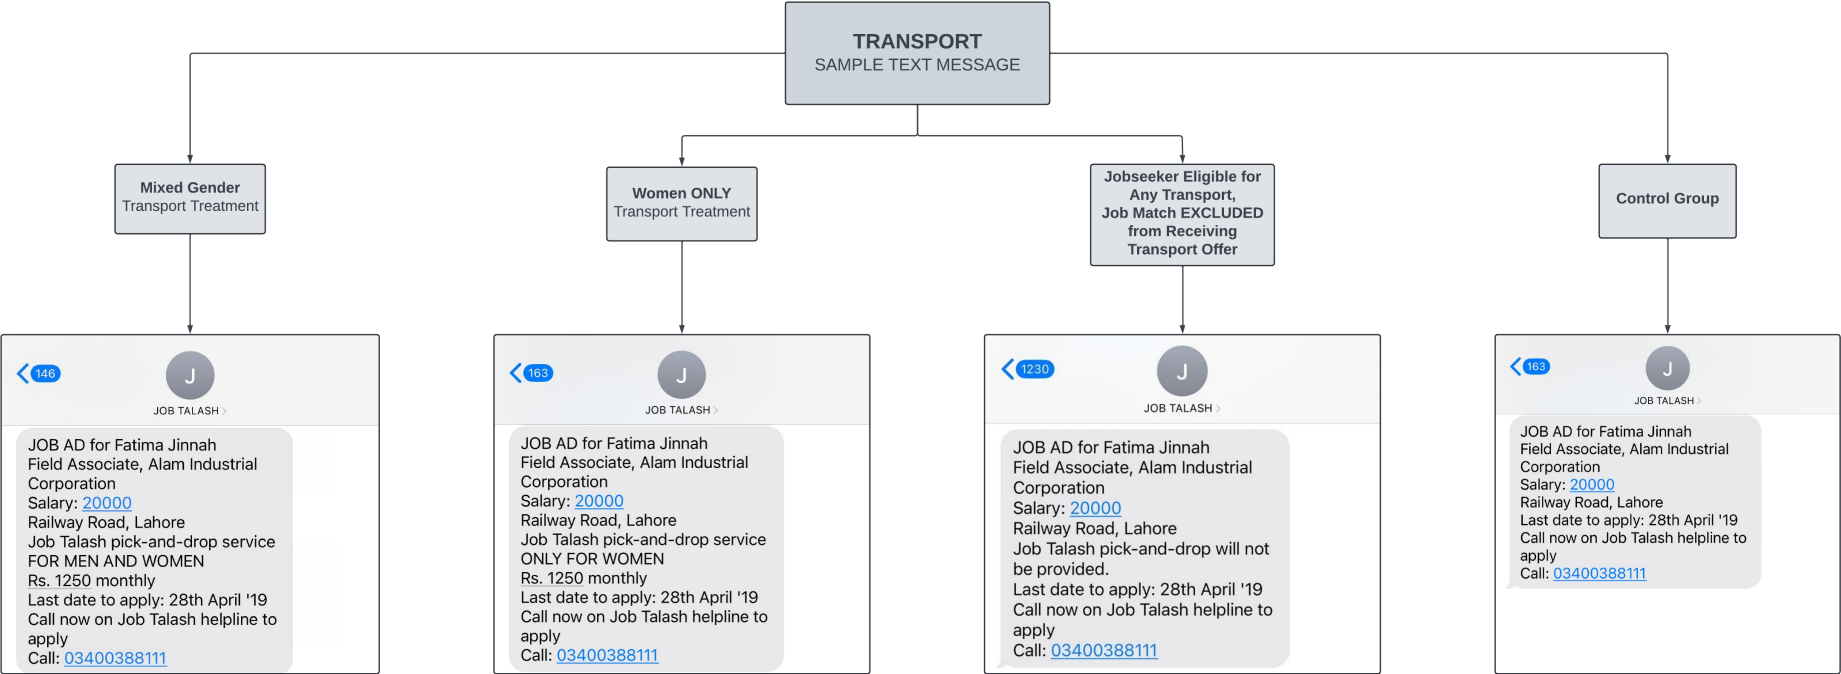 TRANSPORT
SAMPLE TEXT MESSAGE
Mixed Gender
Transport Treatment
Women ONLY
Transport Treatment
Jobseeker Eligible for
Any Transport,
Job Match EXCLUDED
from Receiving
Transport Offer
Control Group
146
J
JOB TALASH
JOB AD for Fatima Jinnah
Field Associate, Alam Industrial
Corporation
Salary: 20000
Railway Road, Lahore
Job Talash pick-and-drop service
FOR MEN AND WOMEN
Rs. 1250 monthly
Last date to apply: 28th April '19
Call now on Job Talash helpline to
apply
Call: 03400388111
163
J
JOB TALASH
JOB AD for Fatima Jinnah
Field Associate, Alam Industrial
Corporation
Salary: 20000
Railway Road, Lahore
Job Talash pick-and-drop service
ONLY FOR WOMEN
Rs. 1250 monthly
Last date to apply: 28th April '19
Call now on Job Talash helpline to
apply
Call: 03400388111
1230
J
JOB TALASH
JOB AD for Fatima Jinnah
Field Associate, Alam Industrial
Corporation
Salary: 20000
Railway Road, Lahore
Job Talash pick-and-drop will not
be provided.
Last date to apply: 28th April '19
Call now on Job Talash helpline to
apply
Call: 03400388111
163
J
JOB TALASH
JOB AD for Fatima Jinnah
Field Associate, Alam Industrial
Corporation
Salary: 20000
Railway Road, Lahore
Last date to apply: 28th April '19
Call now on Job Talash helpline to
apply
Call: 03400388111